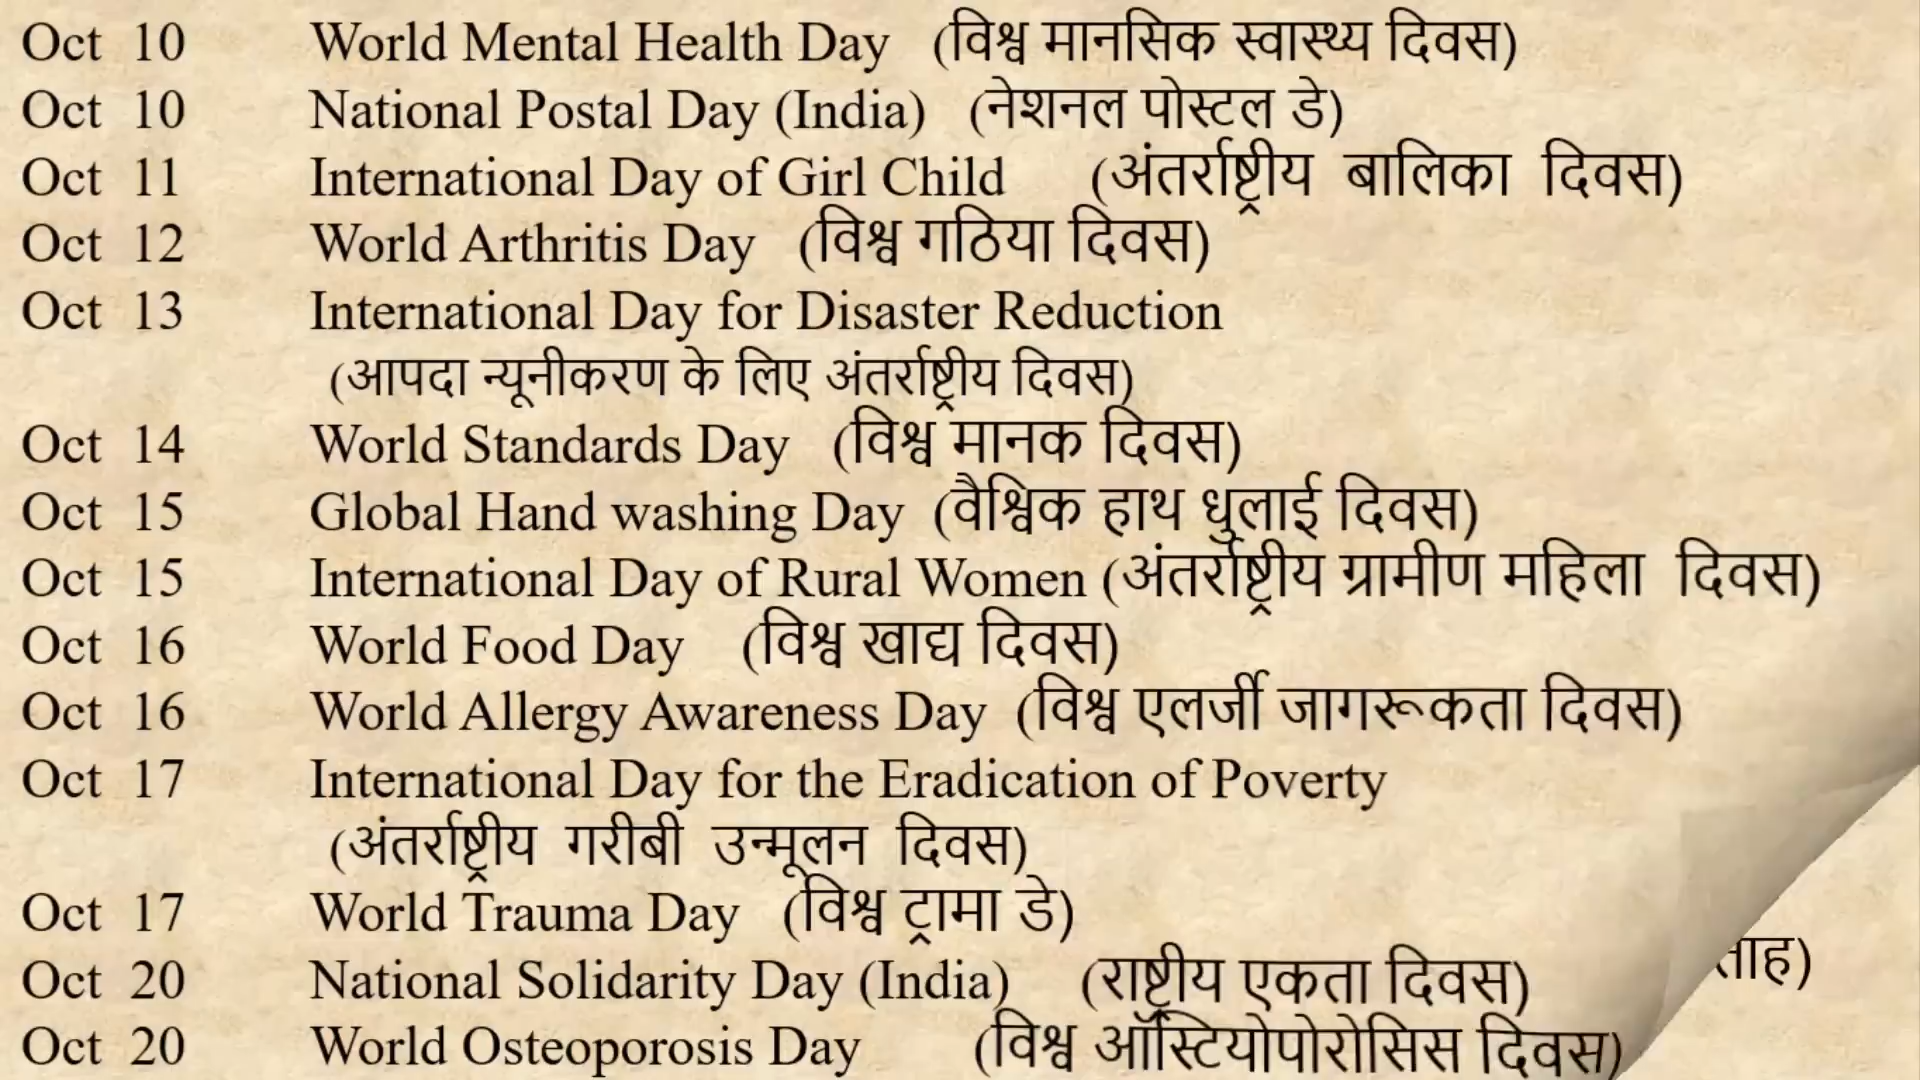 Oct 10 World Mental Health Day (विश्व मानसिक स्वास्थ्य दिवस)
Oct 10 National Postal Day (India) (नेशनल पोस्टल डे)
Oct 11 International Day of Girl Child (अंतर्राष्ट्रीय बालिका दिवस)
Oct 12 World Arthritis Day (विश्व गठिया दिवस)
Oct 13 International Day for Disaster Reduction
(आपदा न्यूनीकरण के लिए अंतर्राष्ट्रीय दिवस)
Oct 14 World Standards Day (विश्व मानक दिवस)
Oct 15 Global Hand washing Day (वैश्विक हाथ धुलाई दिवस)
Oct 15 International Day of Rural Women (अंतर्राष्ट्रीय ग्रामीण महिला दिवस)
Oct 16 World Food Day (विश्व खाद्य दिवस)
Oct 16 World Allergy Awareness Day (विश्व एलर्जी जागरूकता दिवस)
Oct 17 International Day for the Eradication of Poverty
(अंतर्राष्ट्रीय गरीबी उन्मूलन दिवस)
Oct 17 World Trauma Day (विश्व ट्रामा डे)
Oct 20 National Solidarity Day (India) (राष्ट्रीय एकता दिवस)
Oct 20 World Osteoporosis Day (विश्व ऑस्टियोपोरोसिस दिवस)